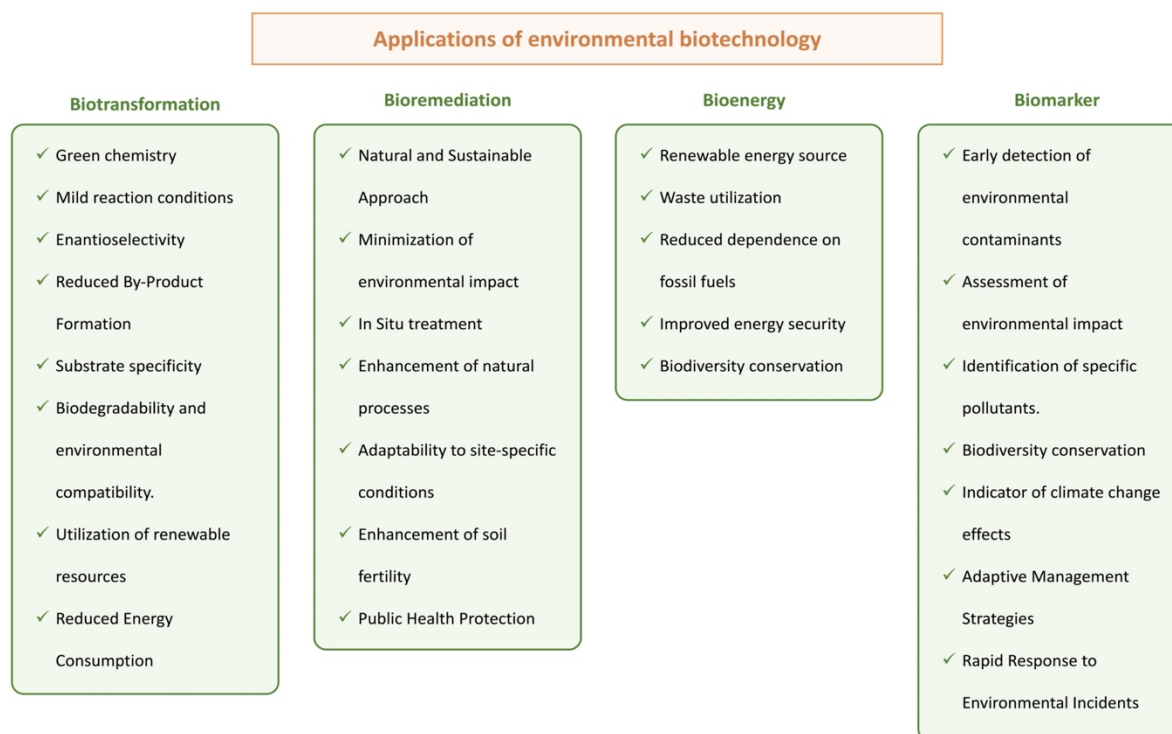 Applications of environmental biotechnology
Biotransformation
Green chemistry
Mild reaction conditions
Enantioselectivity
Reduced By-Product
Formation
Substrate specificity
Biodegradability and
environmental
compatibility.
Utilization of renewable
resources
Reduced Energy
Consumption
Bioremediation
Natural and Sustainable
Approach
Minimization of
environmental impact
In Situ treatment
Enhancement of natural
processes
Adaptability to site-specific
conditions
Enhancement of soil
fertility
Public Health Protection
Bioenergy
Renewable energy source
Waste utilization
Reduced dependence on
fossil fuels
Improved energy security
Biodiversity conservation
Biomarker
Early detection of
environmental
contaminants
Assessment of
environmental impact
Identification of specific
pollutants.
Biodiversity conservation
Indicator of climate change
effects
Adaptive Management
Strategies
Rapid Response to
Environmental Incidents